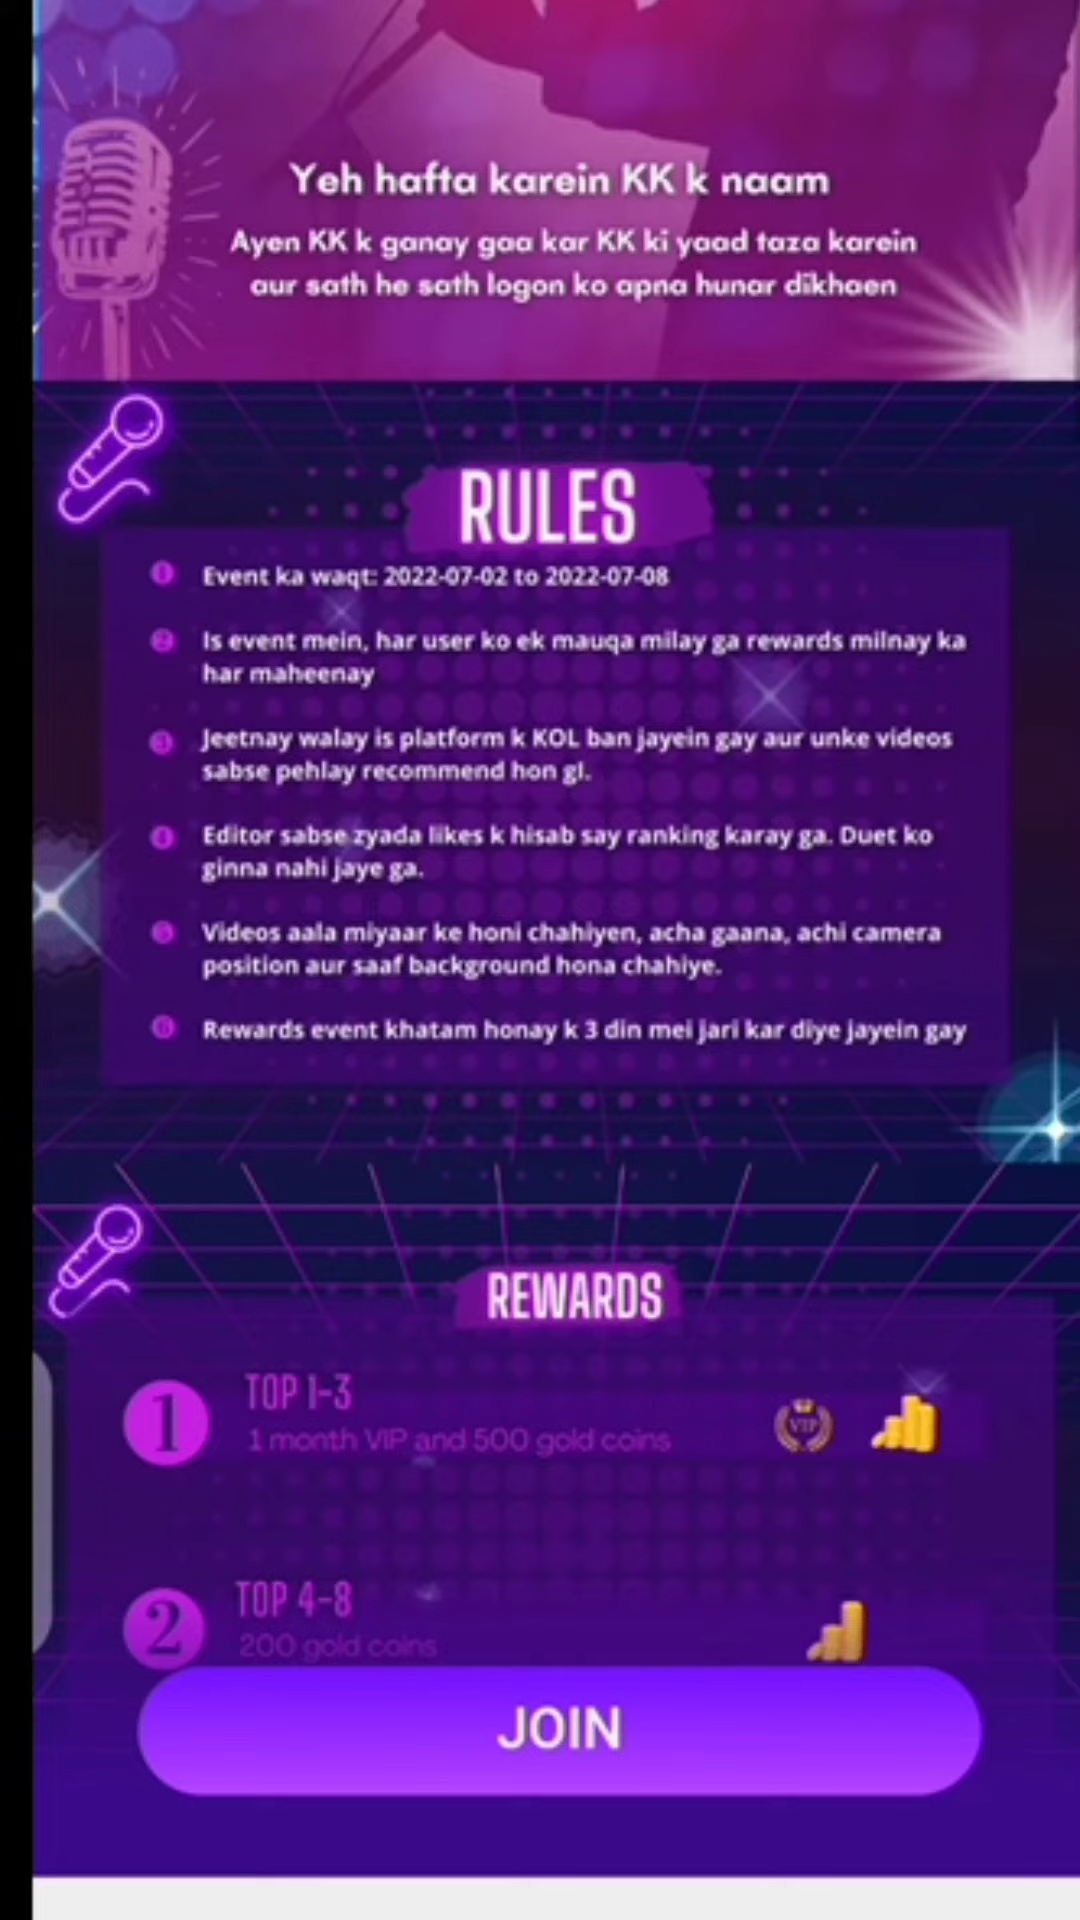 Yeh hafta karein KK k naam
Ayen KK k ganay gaa kar KK ki yaad taza karein
aur sath he sath logon ko apna hunar dikhaen
RULES
1 Event ka waqt: 2022-07-02 to 2022-07-08
2 Is event mein, har user ko ek mauqa milay ga rewards milnay ka
har maheenay
3 Jeetnay walay is platform k KOL ban jayein gay aur unke videos
sabse pehlay recommend hon gI.
4 Editor sabse zyada likes k hisab say ranking karay ga. Duet ko
ginna nahi jaye ga.
5 Videos aala miyaar ke honi chahiyen, acha gaana, achi camera
position aur saaf background hona chahiye.
6 Rewards event khatam honay k 3 din mei jari kar diye jayein gay
REWARDS
1 TOP 1-3
1 month VIP and 500 gold coins
VIP
2 TOP 4-8
200 gold coins
JOIN